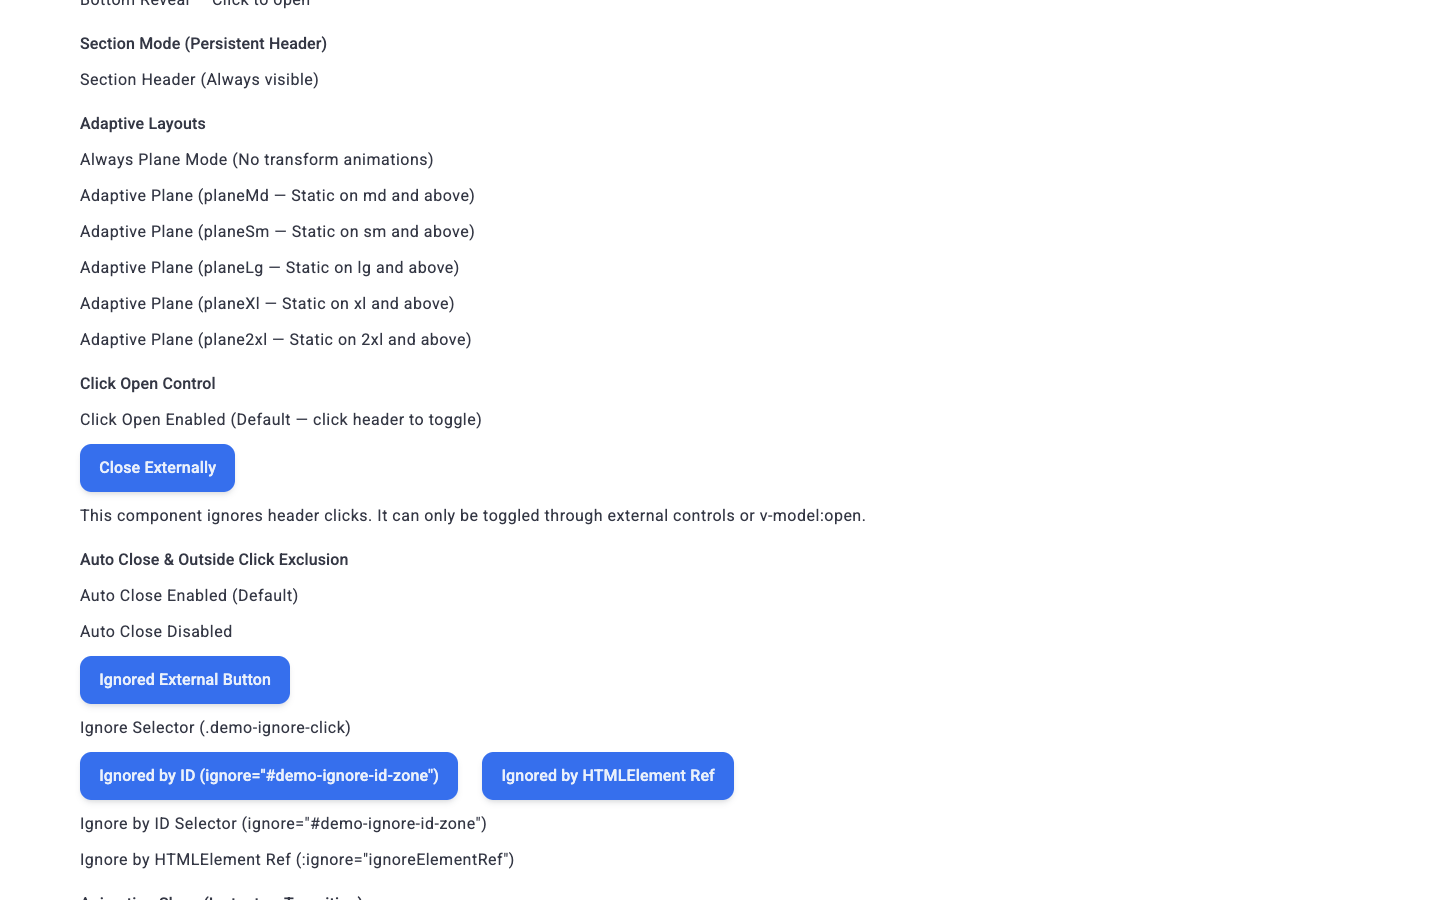 Bottom Reveal — Click to open
Section Mode (Persistent Header)
Section Header (Always visible)
Adaptive Layouts
Always Plane Mode (No transform animations)
Adaptive Plane (planeMd — Static on md and above)
Adaptive Plane (planeSm — Static on sm and above)
Adaptive Plane (planeLg — Static on lg and above)
Adaptive Plane (planeXl — Static on xl and above)
Adaptive Plane (plane2xl — Static on 2xl and above)
Click Open Control
Click Open Enabled (Default — click header to toggle)
Close Externally
This component ignores header clicks. It can only be toggled through external controls or v-model:open.
Auto Close & Outside Click Exclusion
Auto Close Enabled (Default)
Auto Close Disabled
Ignored External Button
Ignore Selector (.demo-ignore-click)
Ignored by ID (ignore="#demo-ignore-id-zone") Ignored by HTMLElement Ref
Ignore by ID Selector (ignore="#demo-ignore-id-zone")
Ignore by HTMLElement Ref (:ignore="ignoreElementRef")